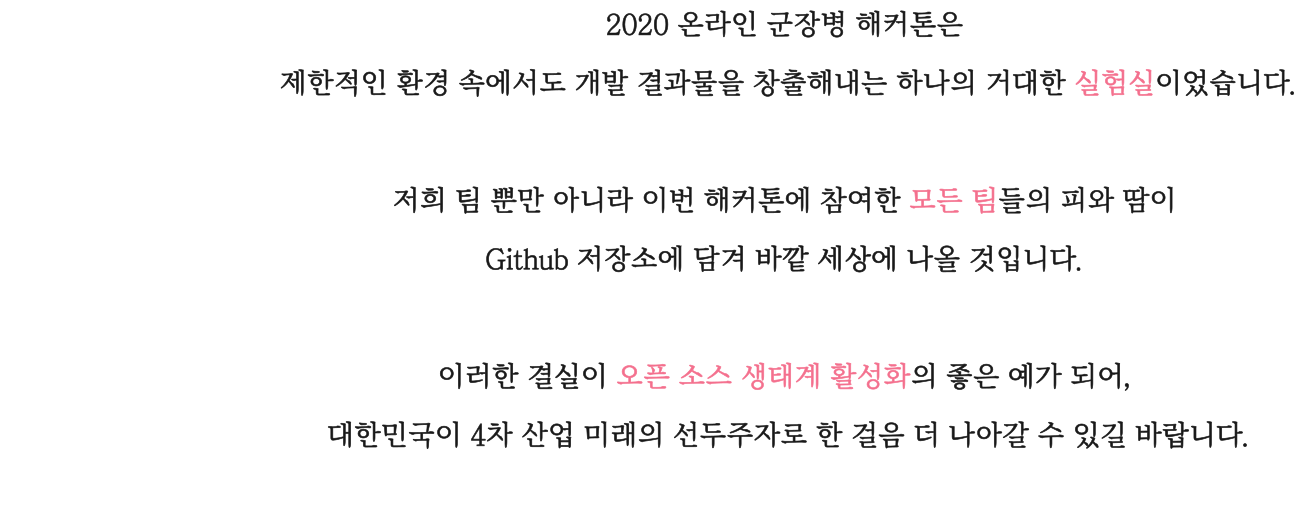 2020 온라인 군장병 해커톤은
제한적인 환경 속에서도 개발 결과물을 창출해내는 하나의 거대한 실험실이었습니다.
저희 팀 뿐만 아니라 이번 해커톤에 참여한 모든 팀들의 피와 땀이
Github 저장소에 담겨 바깥 세상에 나올 것입니다.
이러한 결실이 오픈 소스 생태계 활성화의 좋은 예가 되어,
대한민국이 4차 산업 미래의 선두주자로 한 걸음 더 나아갈 수 있길 바랍니다.